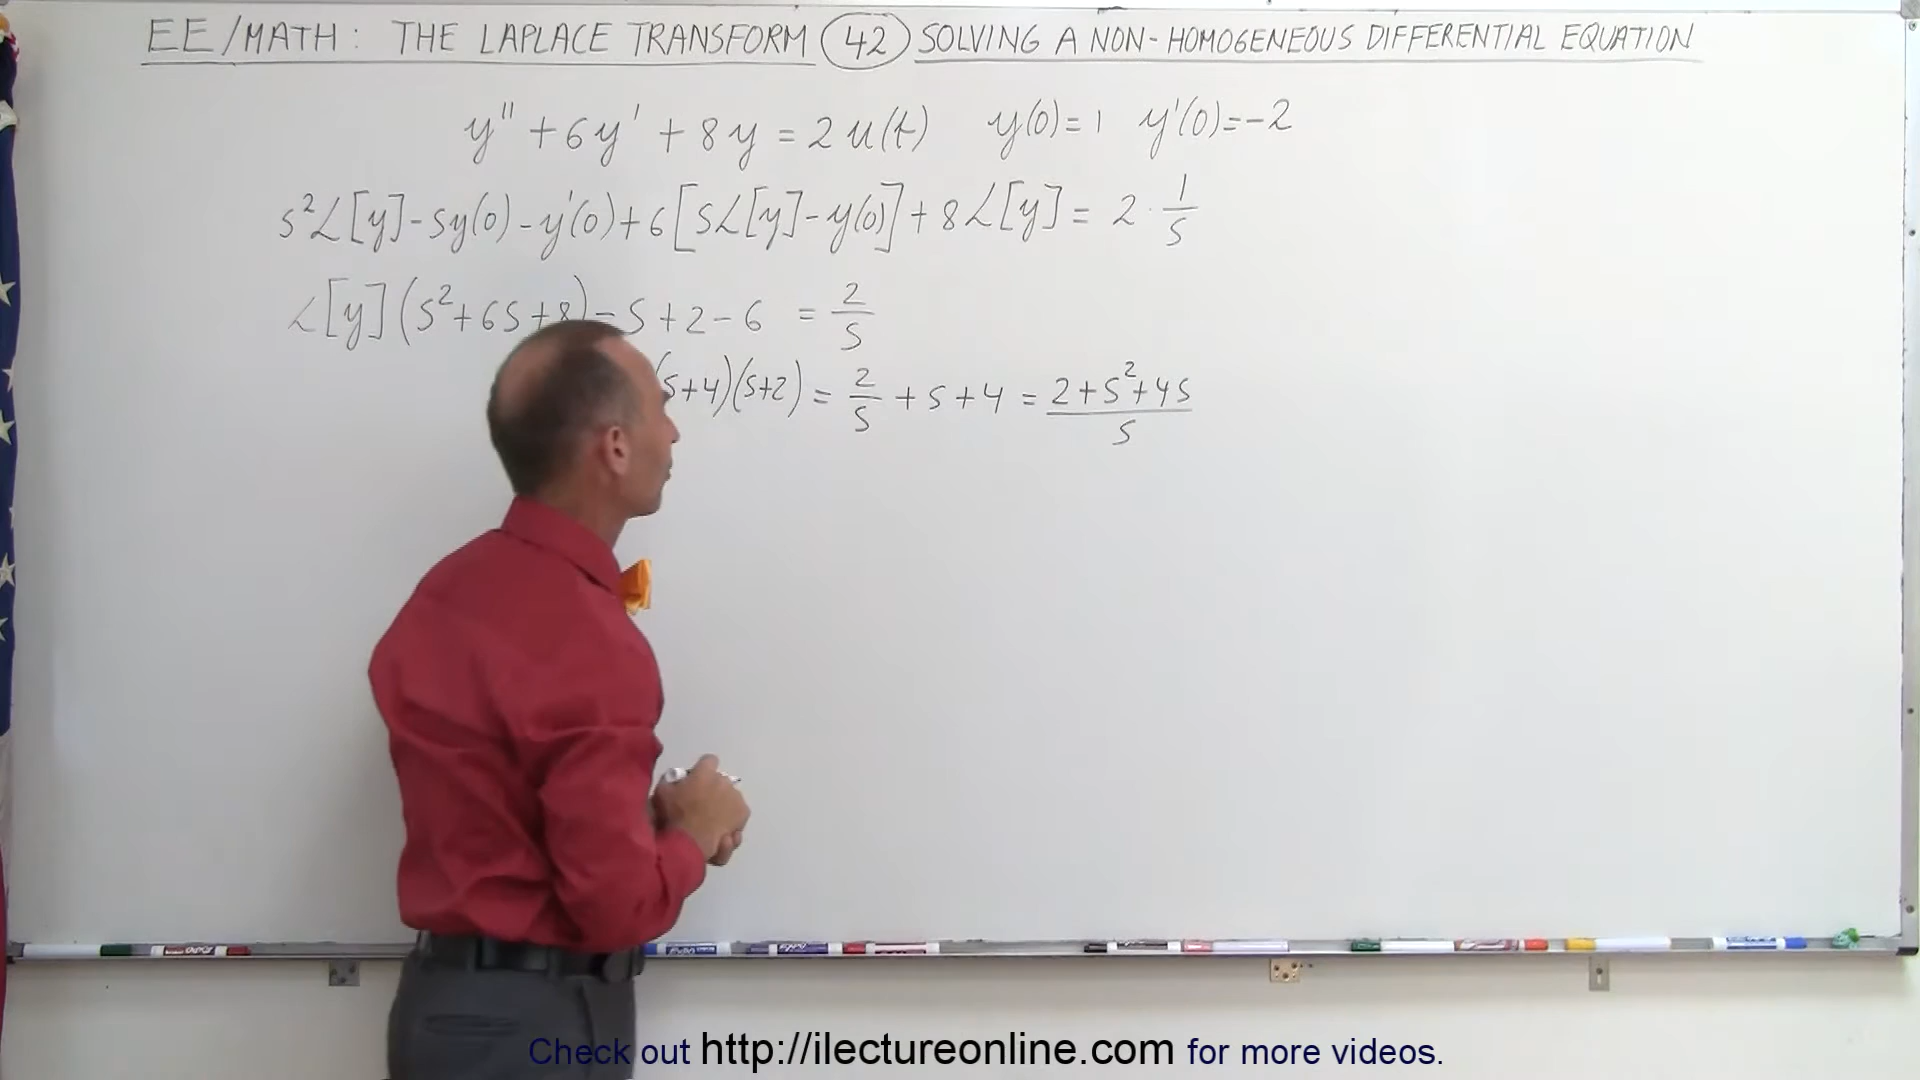 EE/MATH: THE LAPLACE TRANSFORM 42 SOLVING A NON-HOMOGENEOUS DIFFERENTIAL EQUATION
y'' + 6y' + 8y = 2u(t) y(0)=1 y'(0)=-2
s²L[y] - sy(0) - y'(0) + 6[sL[y] - y(0)] + 8L[y] = 2 · 1/s
L[y](s²+6s+8) - s + 2 - 6 = 2/s
(s+4)(s+2) = 2/s + s + 4 = (2+s²+4s)/s
Check out http://ilectureonline.com for more videos.